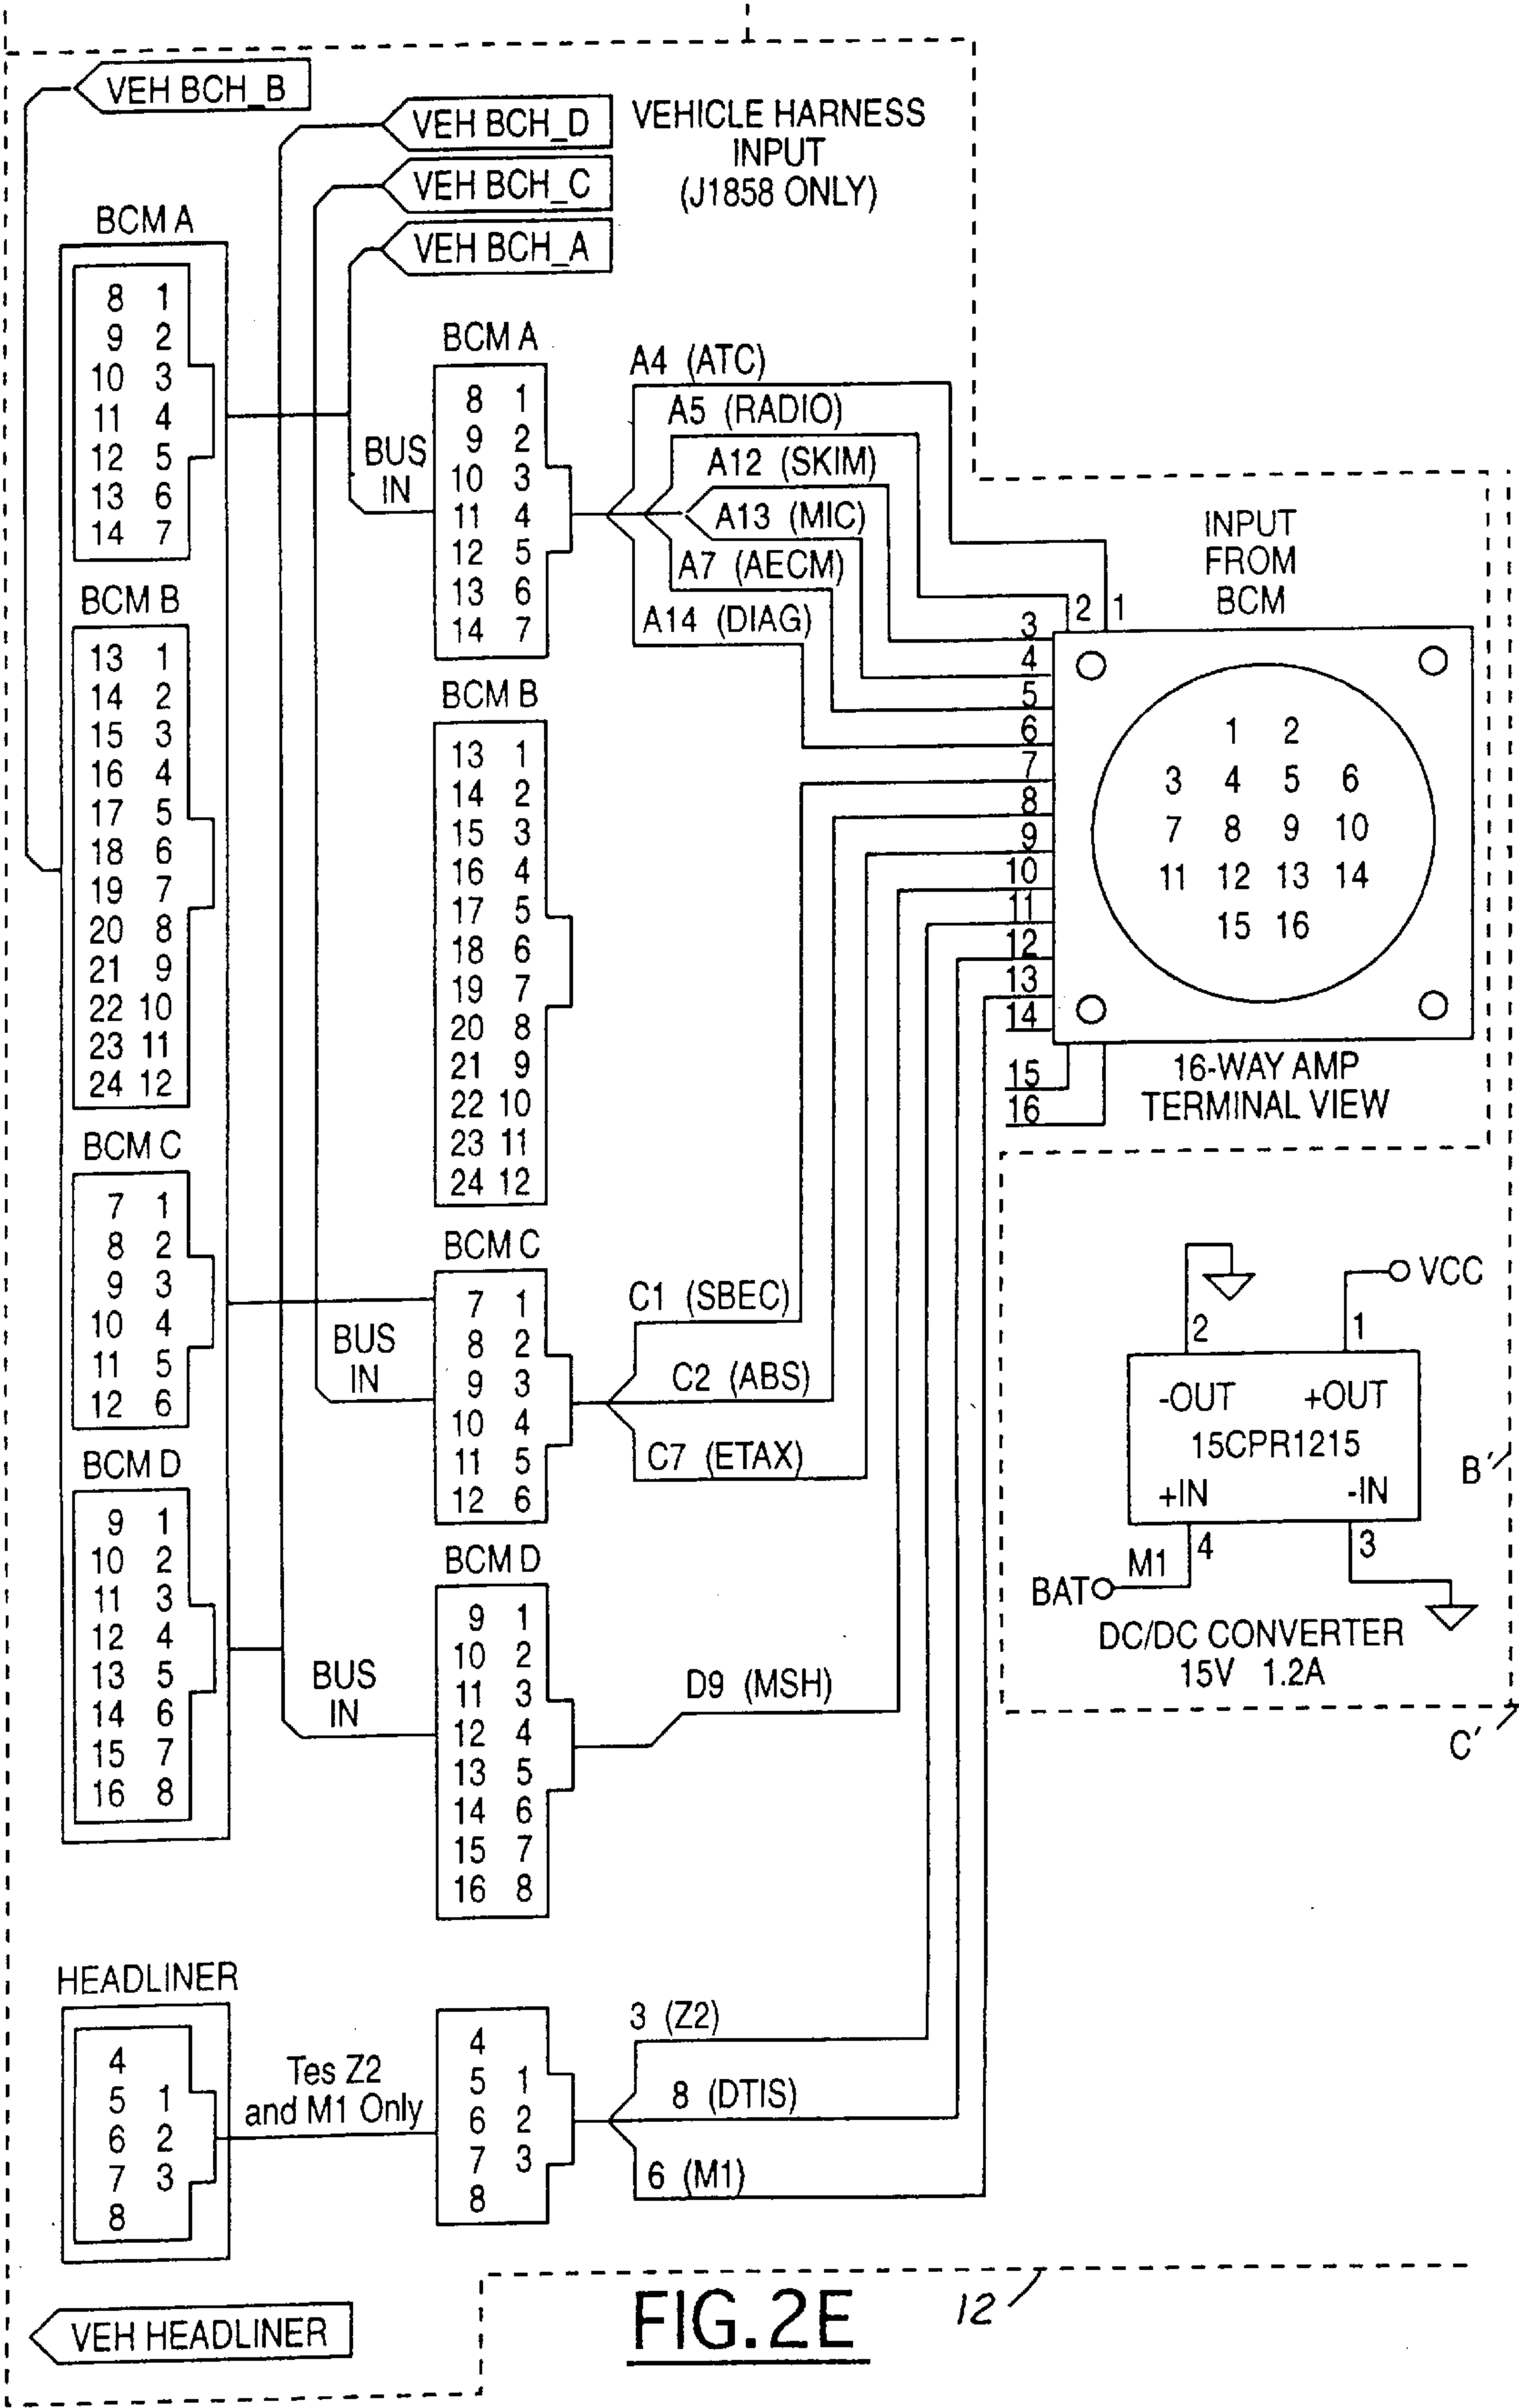 VEH BCH_B
VEH BCH_D
VEH BCH_C
VEH BCH_A
VEHICLE HARNESS
INPUT
(J1858 ONLY)
BCM A
8 1
9 2
10 3
11 4
12 5
13 6
14 7
BCM B
13 1
14 2
15 3
16 4
17 5
18 6
19 7
20 8
21 9
22 10
23 11
24 12
BCM C
7 1
8 2
9 3
10 4
11 5
12 6
BCM D
9 1
10 2
11 3
12 4
13 5
14 6
15 7
16 8
BUS
IN
BCM A
8 1
9 2
10 3
11 4
12 5
13 6
14 7
BCM B
13 1
14 2
15 3
16 4
17 5
18 6
19 7
20 8
21 9
22 10
23 11
24 12
BUS
IN
BCM C
7 1
8 2
9 3
10 4
11 5
12 6
BUS
IN
BCM D
9 1
10 2
11 3
12 4
13 5
14 6
15 7
16 8
A4 (ATC)
A5 (RADIO)
A12 (SKIM)
A13 (MIC)
A7 (AECM)
A14 (DIAG)
C1 (SBEC)
C2 (ABS)
C7 (ETAX)
D9 (MSH)
INPUT
FROM
BCM
2 1
3
4
5
6
7
8
9
10
11
12
13
14
15
16
1 2
3 4 5 6
7 8 9 10
11 12 13 14
15 16
16-WAY AMP
TERMINAL VIEW
VCC
2 1
-OUT +OUT
15CPR1215
+IN -IN
4 3
M1
BAT
DC/DC CONVERTER
15V 1.2A
B'
C'
HEADLINER
4
5 1
6 2
7 3
8
Tes Z2
and M1 Only
4
5 1
6 2
7 3
8
3 (Z2)
8 (DTIS)
6 (M1)
VEH HEADLINER
FIG.2E
12